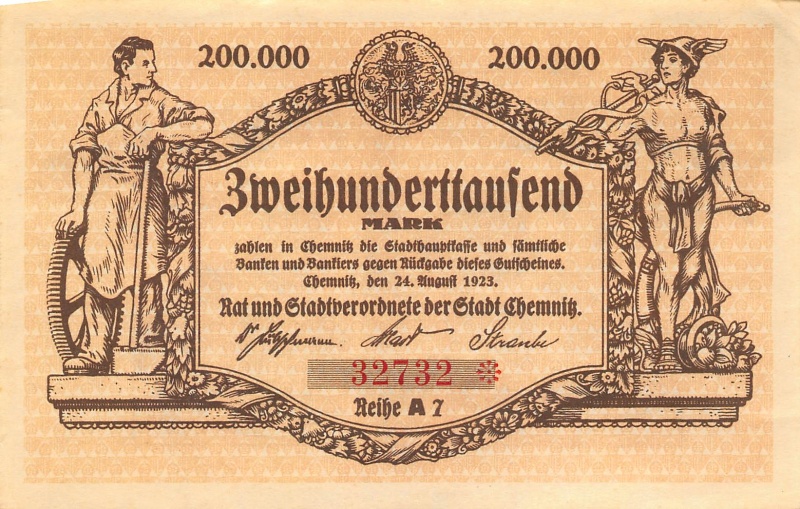 200.000 200.000
Zweihunderttausend
MARK
zahlen in Chemnitz die Stadthauptkasse und sämtliche
Banken und Bankiers gegen Rückgabe dieses Gutscheines.
Chemnitz, den 24. August 1923.
Rat und Stadtverordnete der Stadt Chemnitz.
32732
Reihe A 7